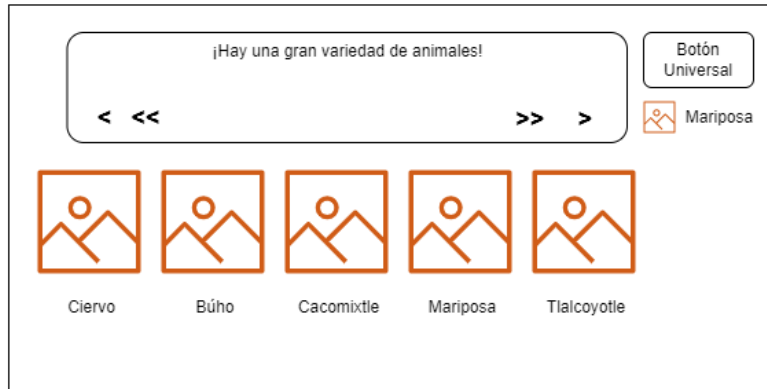 ¡Hay una gran variedad de animales!
< << >> >
Botón
Universal
Mariposa
Ciervo Búho Cacomixtle Mariposa Tlalcoyotle